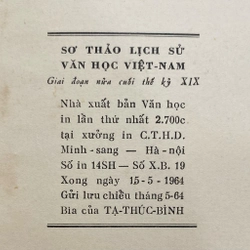 SƠ THẢO LỊCH SỬ
VĂN HỌC VIỆT-NAM
Giai đoạn nửa cuối thế kỷ XIX
Nhà xuất bản Văn học
in lần thứ nhất 2.700c
tại xưởng in C.T.H.D.
Minh-sang — Hà-nội
Số in 14SH — Số X.B. 19
Xong ngày 15-5-1964
Gửi lưu chiểu tháng 5-64
Bìa của TẠ-THÚC-BÌNH